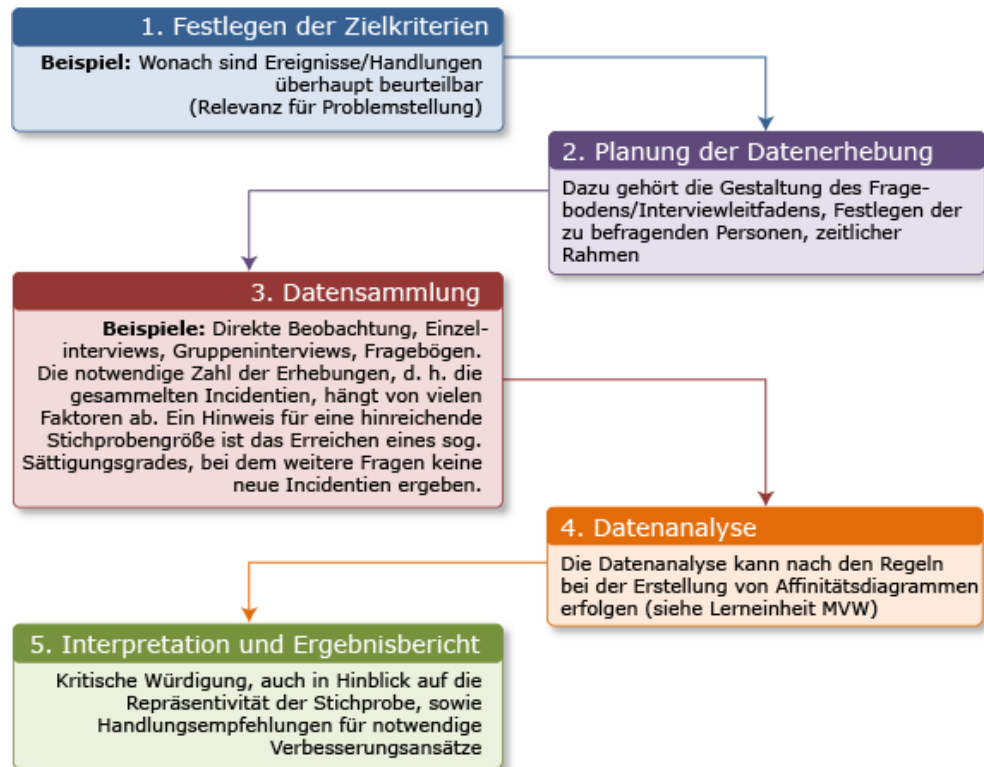 1. Festlegen der Zielkriterien
Beispiel: Wonach sind Ereignisse/Handlungen
überhaupt beurteilbar
(Relevanz für Problemstellung)
2. Planung der Datenerhebung
Dazu gehört die Gestaltung des Frage-
bodens/Interviewleitfadens, Festlegen der
zu befragenden Personen, zeitlicher
Rahmen
3. Datensammlung
Beispiele: Direkte Beobachtung, Einzel-
interviews, Gruppeninterviews, Fragebögen.
Die notwendige Zahl der Erhebungen, d. h. die
gesammelten Incidentien, hängt von vielen
Faktoren ab. Ein Hinweis für eine hinreichende
Stichprobengröße ist das Erreichen eines sog.
Sättigungsgrades, bei dem weitere Fragen keine
neue Incidentien ergeben.
4. Datenanalyse
Die Datenanalyse kann nach den Regeln
bei der Erstellung von Affinitätsdiagrammen
erfolgen (siehe Lerneinheit MVW)
5. Interpretation und Ergebnisbericht
Kritische Würdigung, auch in Hinblick auf die
Repräsentivität der Stichprobe, sowie
Handlungsempfehlungen für notwendige
Verbesserungsansätze